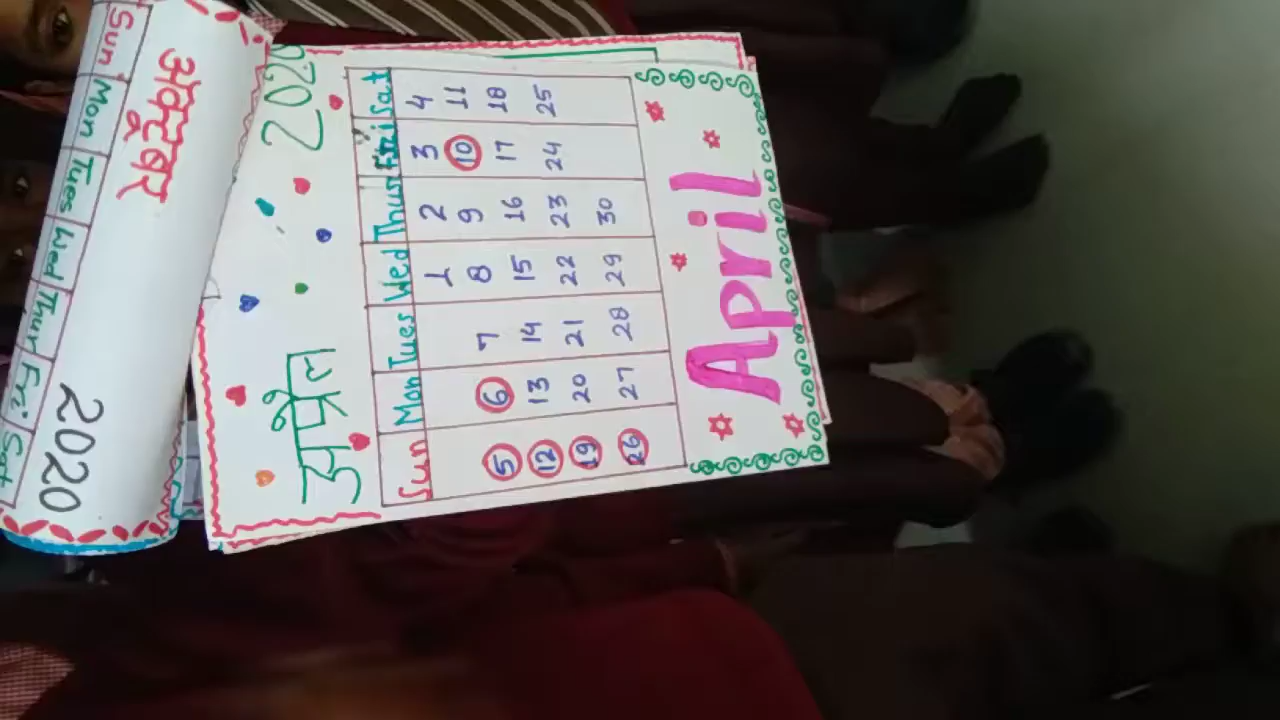 अक्टूबर 2020
Sun Mon Tues Wed Thur Fri Sat
अप्रैल 2020
Sun Mon Tues Wed Thur Fri Sat
1 2 3 4
5 6 7 8 9 10 11
12 13 14 15 16 17 18
19 20 21 22 23 24 25
26 27 28 29 30
April